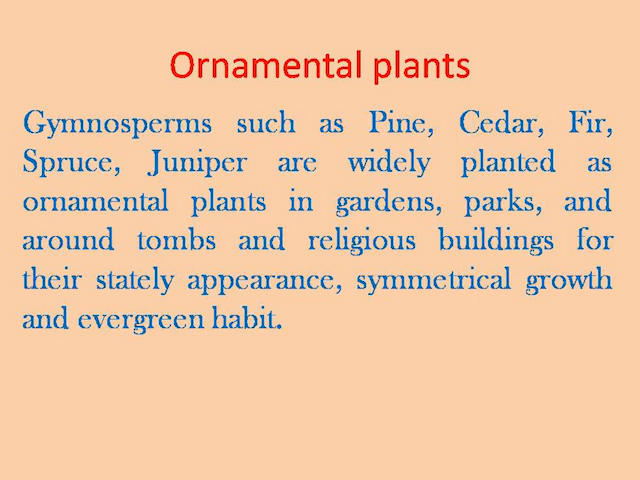 Ornamental plants
Gymnosperms such as Pine, Cedar, Fir,
Spruce, Juniper are widely planted as
ornamental plants in gardens, parks, and
around tombs and religious buildings for
their stately appearance, symmetrical growth
and evergreen habit.